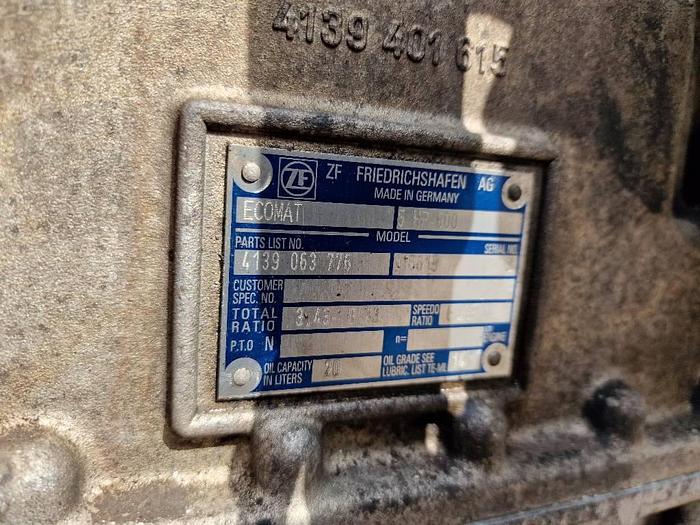 4139 401 615
ZF ZF FRIEDRICHSHAFEN AG
MADE IN GERMANY
ECOMAT
MODEL
PARTS LIST NO. SERIAL NO.
4139 063 776
CUSTOMER
SPEC. NO.
TOTAL RATIO SPEEDO RATIO
P.T.O N n=
OIL CAPACITY IN LITERS 20 OIL GRADE SEE LUBRIC. LIST TE-ML 14